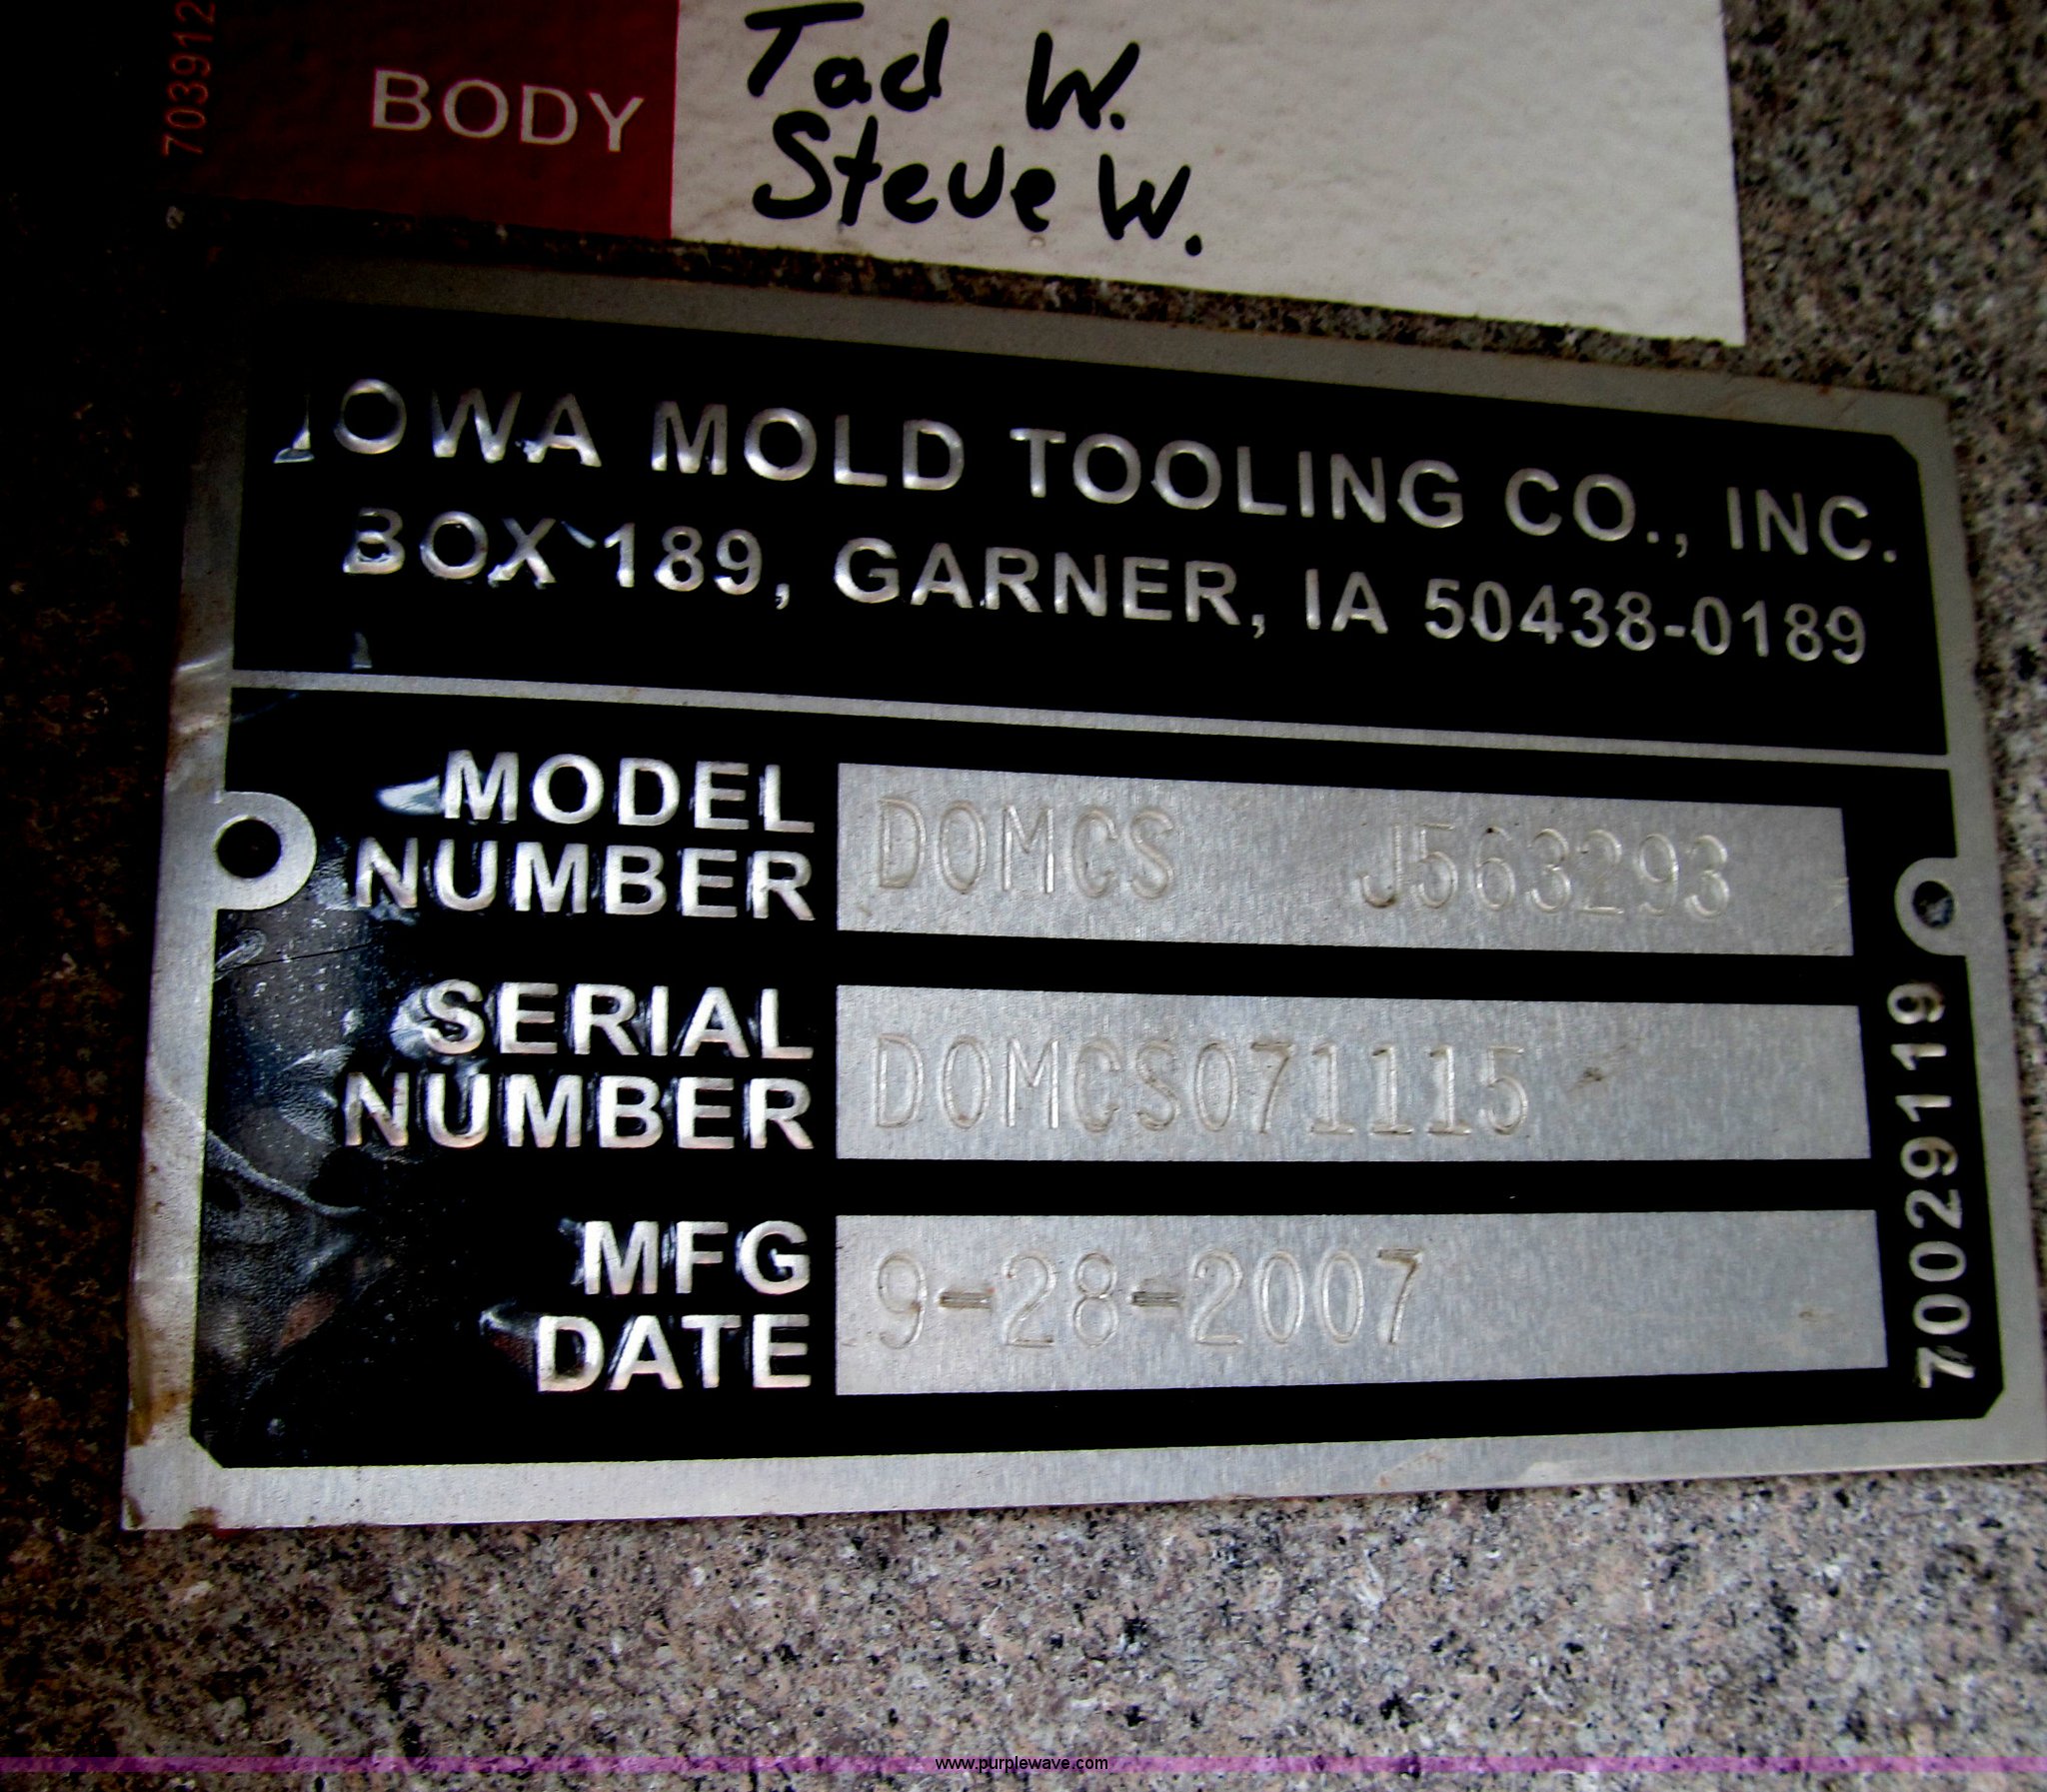 703912
BODY
Tad W.
Steve W.
IOWA MOLD TOOLING CO., INC.
BOX 189, GARNER, IA 50438-0189
MODEL NUMBER DOMCS J563293
SERIAL NUMBER DOMCS071115
MFG DATE 9-28-2007
70029119
www.purplewave.com